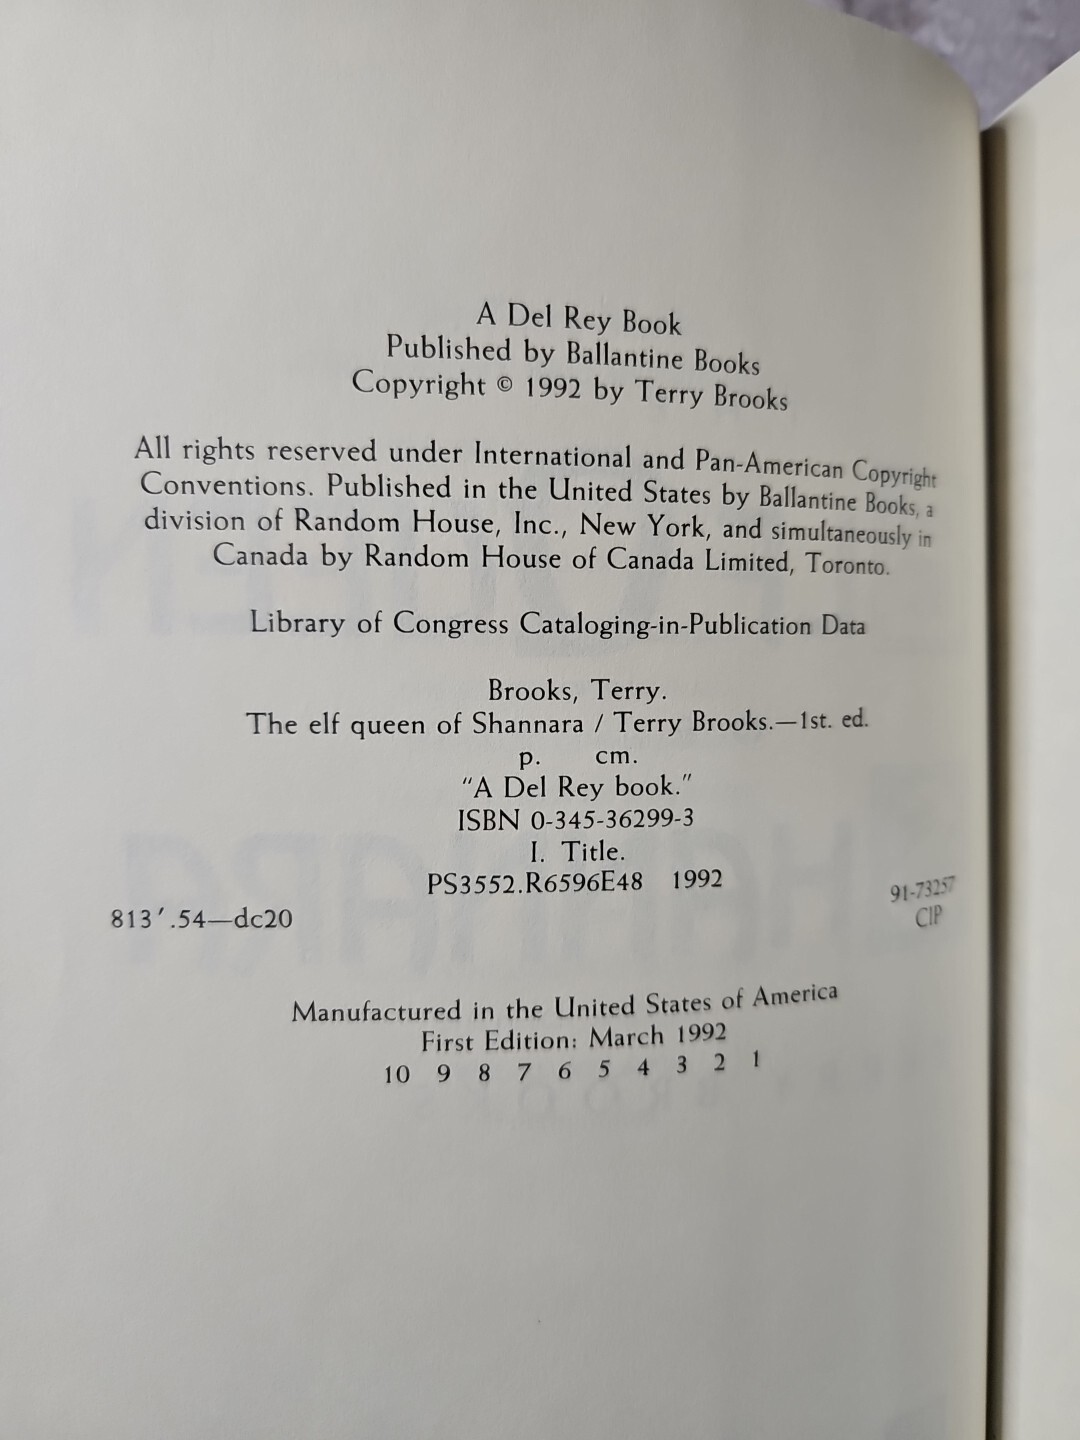 A Del Rey Book
Published by Ballantine Books
Copyright © 1992 by Terry Brooks
All rights reserved under International and Pan-American Copyright
Conventions. Published in the United States by Ballantine Books, a
division of Random House, Inc., New York, and simultaneously in
Canada by Random House of Canada Limited, Toronto.
Library of Congress Cataloging-in-Publication Data
Brooks, Terry.
The elf queen of Shannara / Terry Brooks.—1st. ed.
p. cm.
"A Del Rey book."
ISBN 0-345-36299-3
I. Title.
PS3552.R6596E48 1992
813′.54—dc20
91-73257
CIP
Manufactured in the United States of America
First Edition: March 1992
10 9 8 7 6 5 4 3 2 1